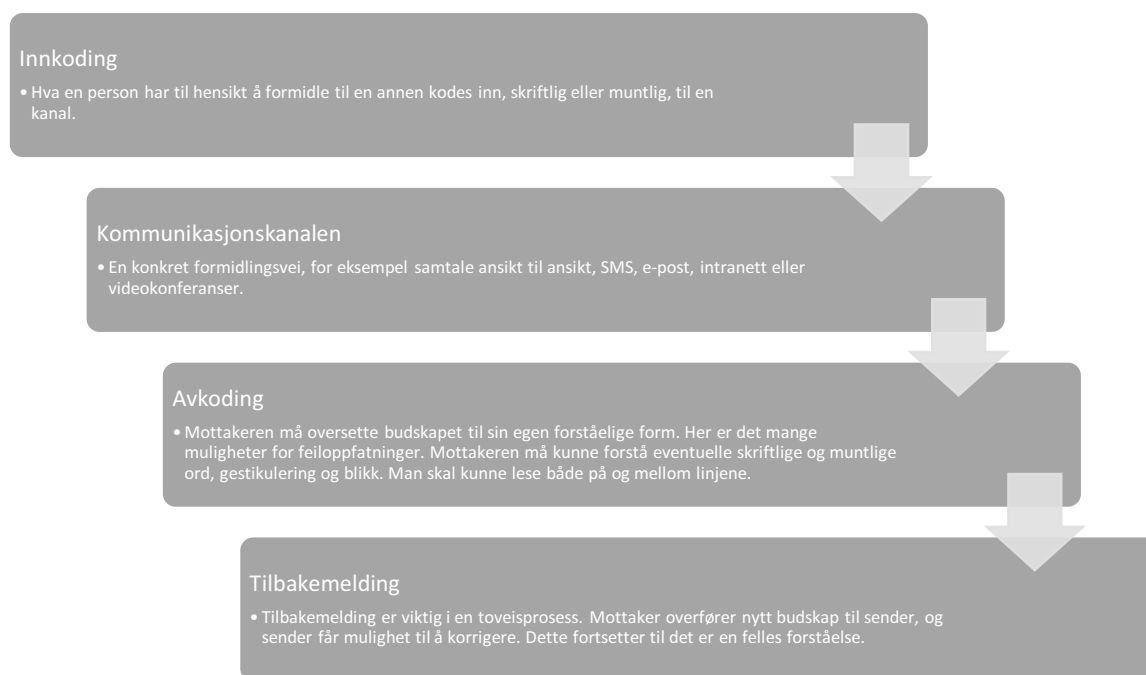 Innkoding
• Hva en person har til hensikt å formidle til en annen kodes inn, skriftlig eller muntlig, til en
kanal.
Kommunikasjonskanalen
• En konkret formidlingsvei, for eksempel samtale ansikt til ansikt, SMS, e-post, intranett eller
videokonferanser.
Avkoding
• Mottakeren må oversette budskapet til sin egen forståelige form. Her er det mange
muligheter for feiloppfatninger. Mottakeren må kunne forstå eventuelle skriftlige og muntlige
ord, gestikulering og blikk. Man skal kunne lese både på og mellom linjene.
Tilbakemelding
• Tilbakemelding er viktig i en toveisprosess. Mottaker overfører nytt budskap til sender, og
sender får mulighet til å korrigere. Dette fortsetter til det er en felles forståelse.